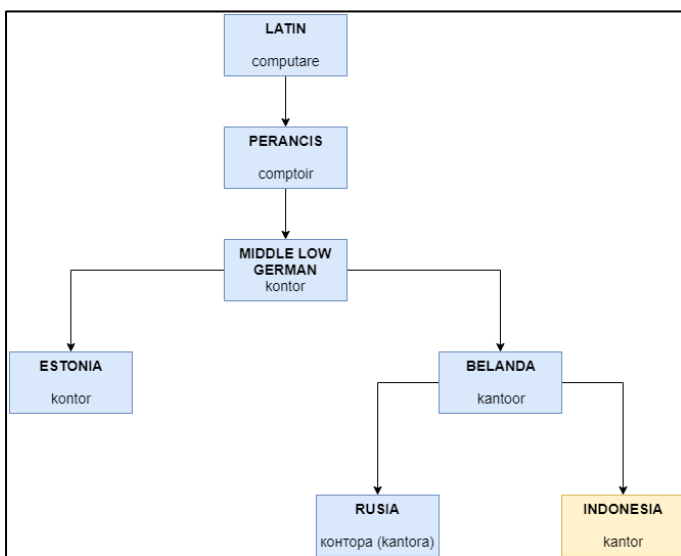 LATIN
computare
PERANCIS
comptoir
MIDDLE LOW
GERMAN
kontor
ESTONIA
kontor
BELANDA
kantoor
RUSIA
контора (kantora)
INDONESIA
kantor